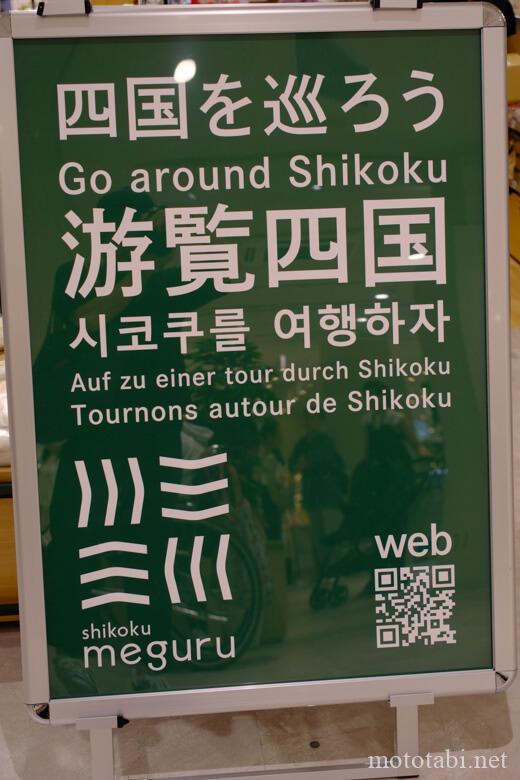 四国を巡ろう
Go around Shikoku
游覧四国
시코쿠를 여행하자
Auf zu einer tour durch Shikoku
Tournons autour de Shikoku
web
shikoku
meguru
mototabi.net